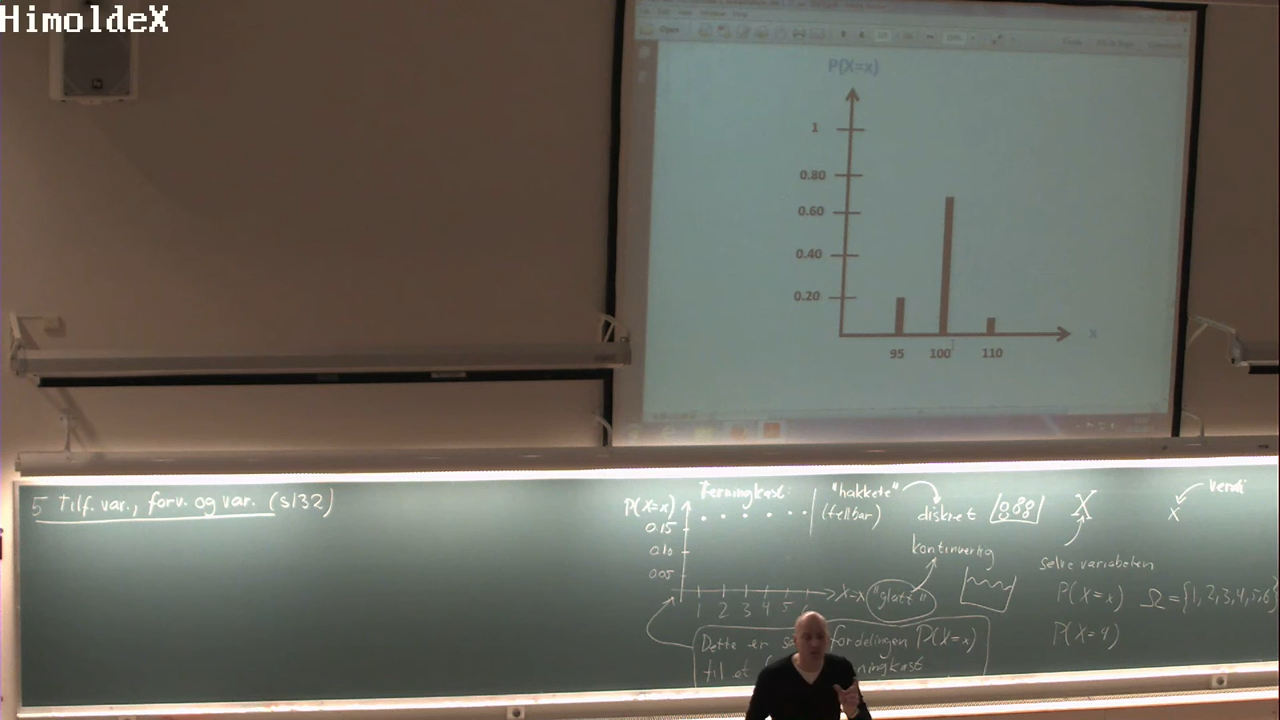 HimoldeX
Open
P(X=x)
1
0.80
0.60
0.40
0.20
95 100 110
x
5 Tilf. var., forv. og var. (s132)
P(X=x)
0.15
0.10
0.05
Terningkast:
1 2 3 4 5 6
X=x
"hakkete"
(tellbar)
diskret
kontinuerlig
"glatt"
Dette er fordelingen P(X=x)
til et
X
selve variabelen
x
verdi
P(X=x) Ω={1,2,3,4,5,6}
P(X=4)